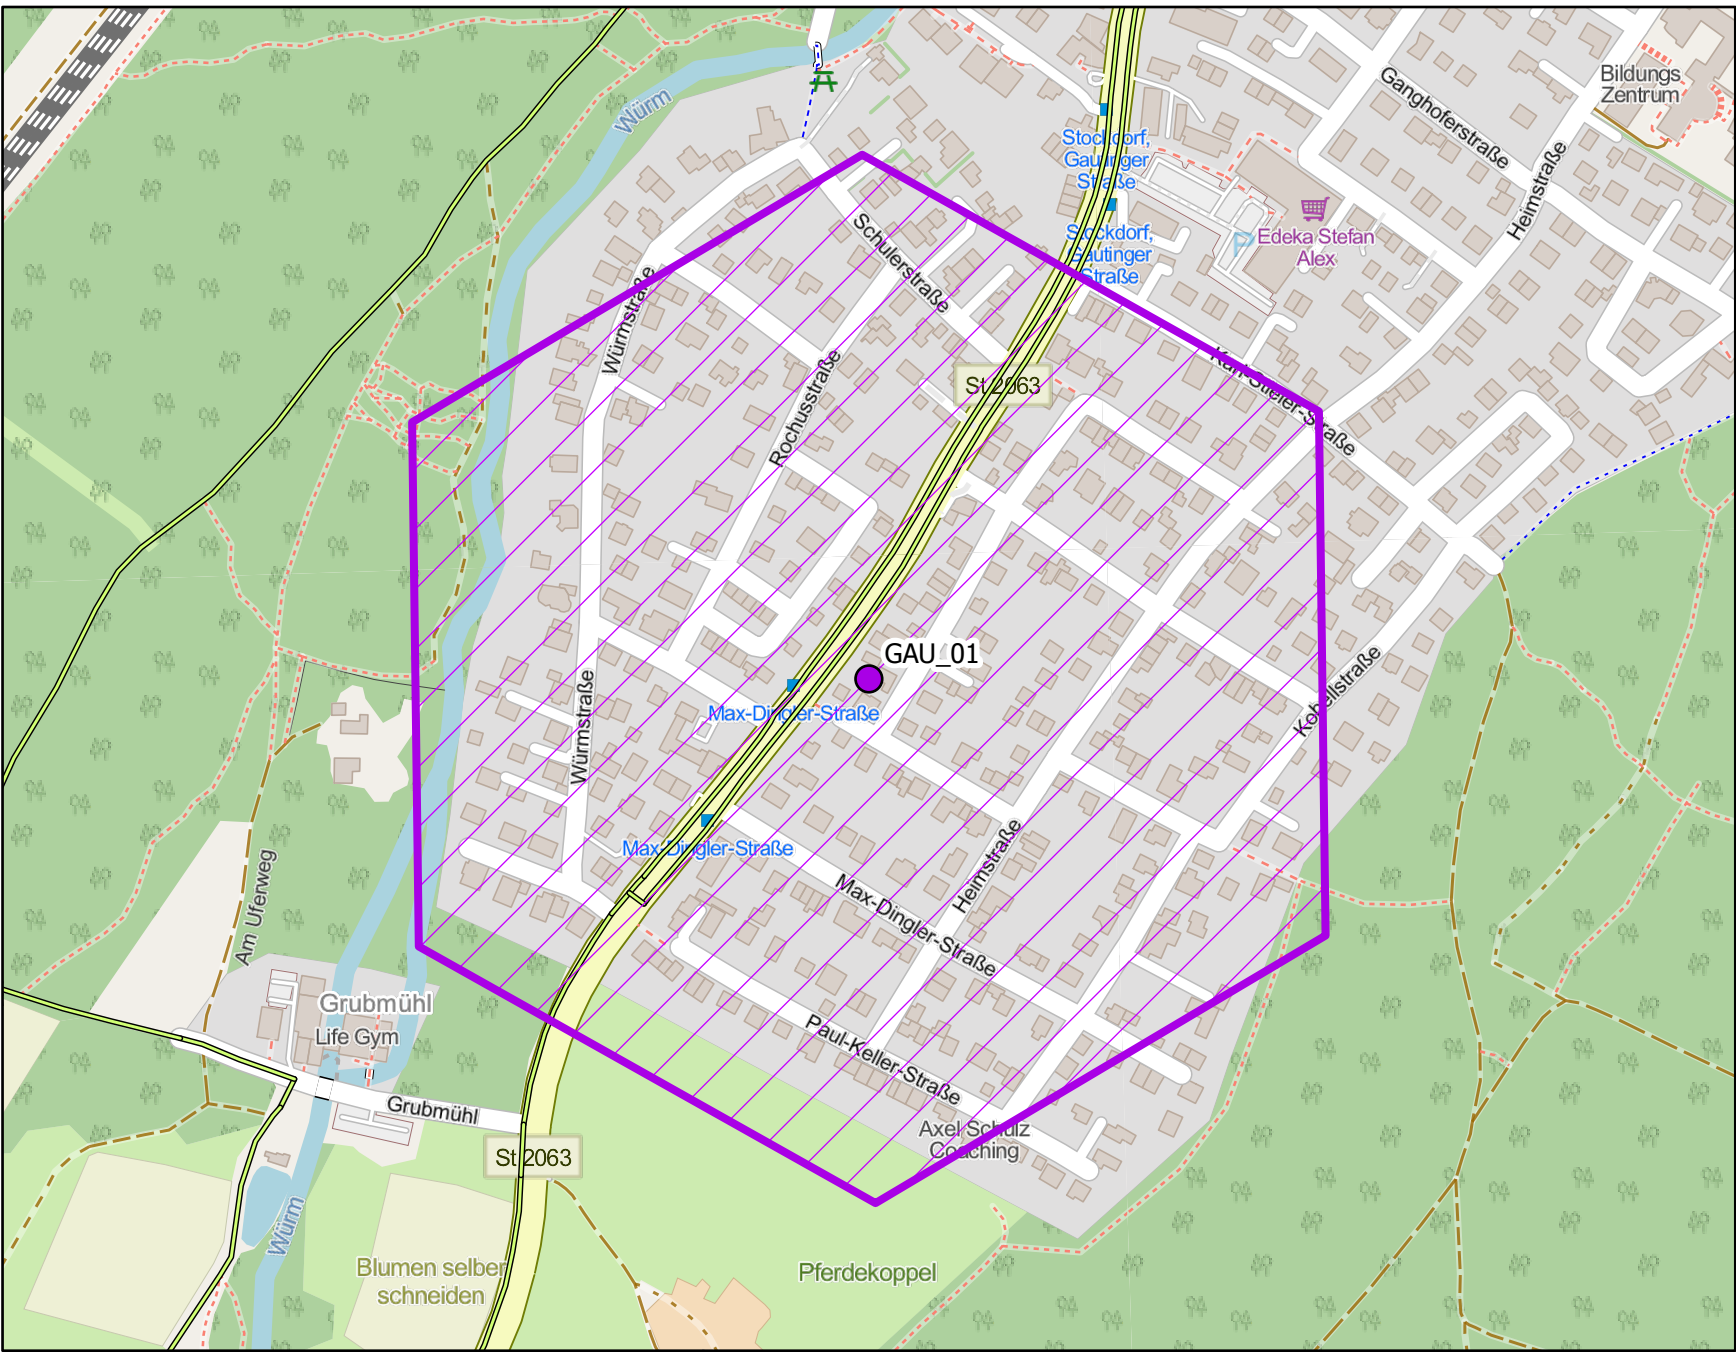 Bildungs
Zentrum
Ganghoferstraße
Heimstraße
Würm
Stockdorf,
Gautinger
Straße
Stockdorf,
Gautinger
Straße
Edeka Stefan
Alex
P
Schulerstraße
Würmstraße
Rochusstraße
St 2063
Karl-Stieler-Straße
GAU_01
Max-Dingler-Straße
Kobellstraße
Würmstraße
Max-Dingler-Straße
Heimstraße
Max-Dingler-Straße
Am Uferweg
Grubmühl
Life Gym
Paul-Keller-Straße
Grubmühl
Axel Schulz
Coaching
St 2063
Würm
Blumen selber
schneiden
Pferdekoppel